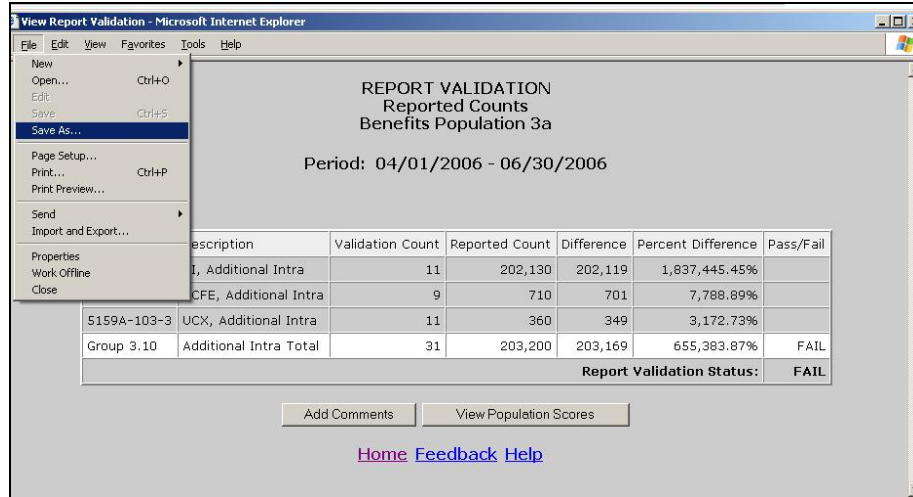 View Report Validation - Microsoft Internet Explorer
File Edit View Favorites Tools Help
New
Open... Ctrl+O
Edit
Save Ctrl+S
Save As...
Page Setup...
Print... Ctrl+P
Print Preview...
Send
Import and Export...
Properties
Work Offline
Close
REPORT VALIDATION
Reported Counts
Benefits Population 3a
Period: 04/01/2006 - 06/30/2006
escription Validation Count Reported Count Difference Percent Difference Pass/Fail
I, Additional Intra 11 202,130 202,119 1,837,445.45%
CFE, Additional Intra 9 710 701 7,788.89%
5159A-103-3 UCX, Additional Intra 11 360 349 3,172.73%
Group 3.10 Additional Intra Total 31 203,200 203,169 655,383.87% FAIL
Report Validation Status: FAIL
Add Comments View Population Scores
Home Feedback Help